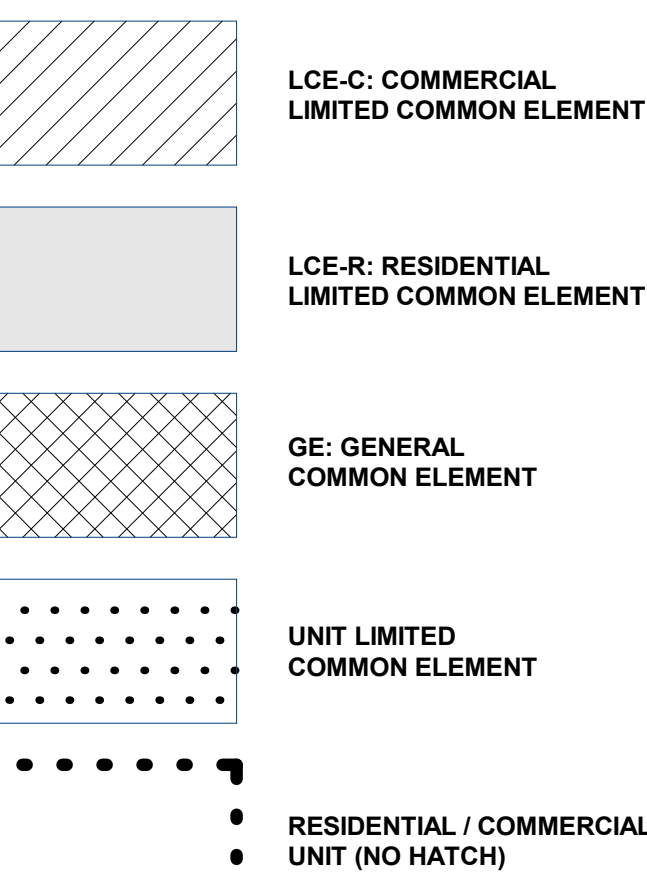 LCE-C: COMMERCIAL
LIMITED COMMON ELEMENT
LCE-R: RESIDENTIAL
LIMITED COMMON ELEMENT
GE: GENERAL
COMMON ELEMENT
UNIT LIMITED
COMMON ELEMENT
RESIDENTIAL / COMMERCIAL
UNIT (NO HATCH)